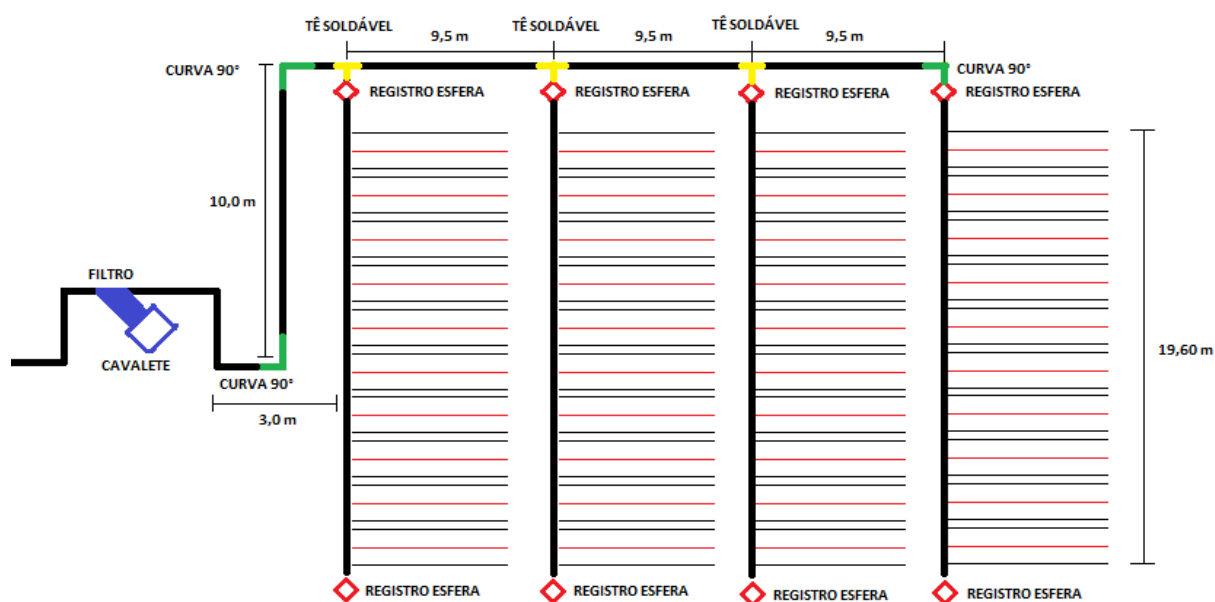 TÊ SOLDÁVEL
TÊ SOLDÁVEL
TÊ SOLDÁVEL
9,5 m
9,5 m
9,5 m
CURVA 90°
CURVA 90°
REGISTRO ESFERA
REGISTRO ESFERA
REGISTRO ESFERA
REGISTRO ESFERA
10,0 m
FILTRO
CAVALETE
CURVA 90°
3,0 m
19,60 m
REGISTRO ESFERA
REGISTRO ESFERA
REGISTRO ESFERA
REGISTRO ESFERA